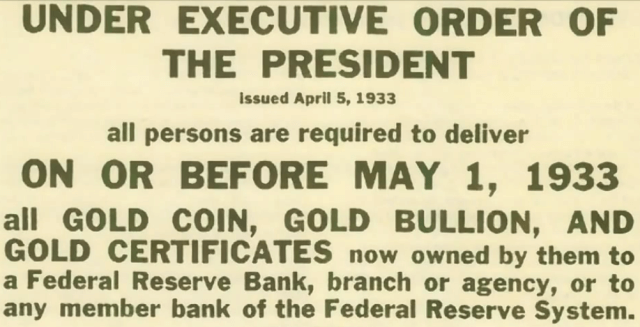 UNDER EXECUTIVE ORDER OF
THE PRESIDENT
Issued April 5, 1933
all persons are required to deliver
ON OR BEFORE MAY 1, 1933
all GOLD COIN, GOLD BULLION, AND
GOLD CERTIFICATES now owned by them to
a Federal Reserve Bank, branch or agency, or to
any member bank of the Federal Reserve System.